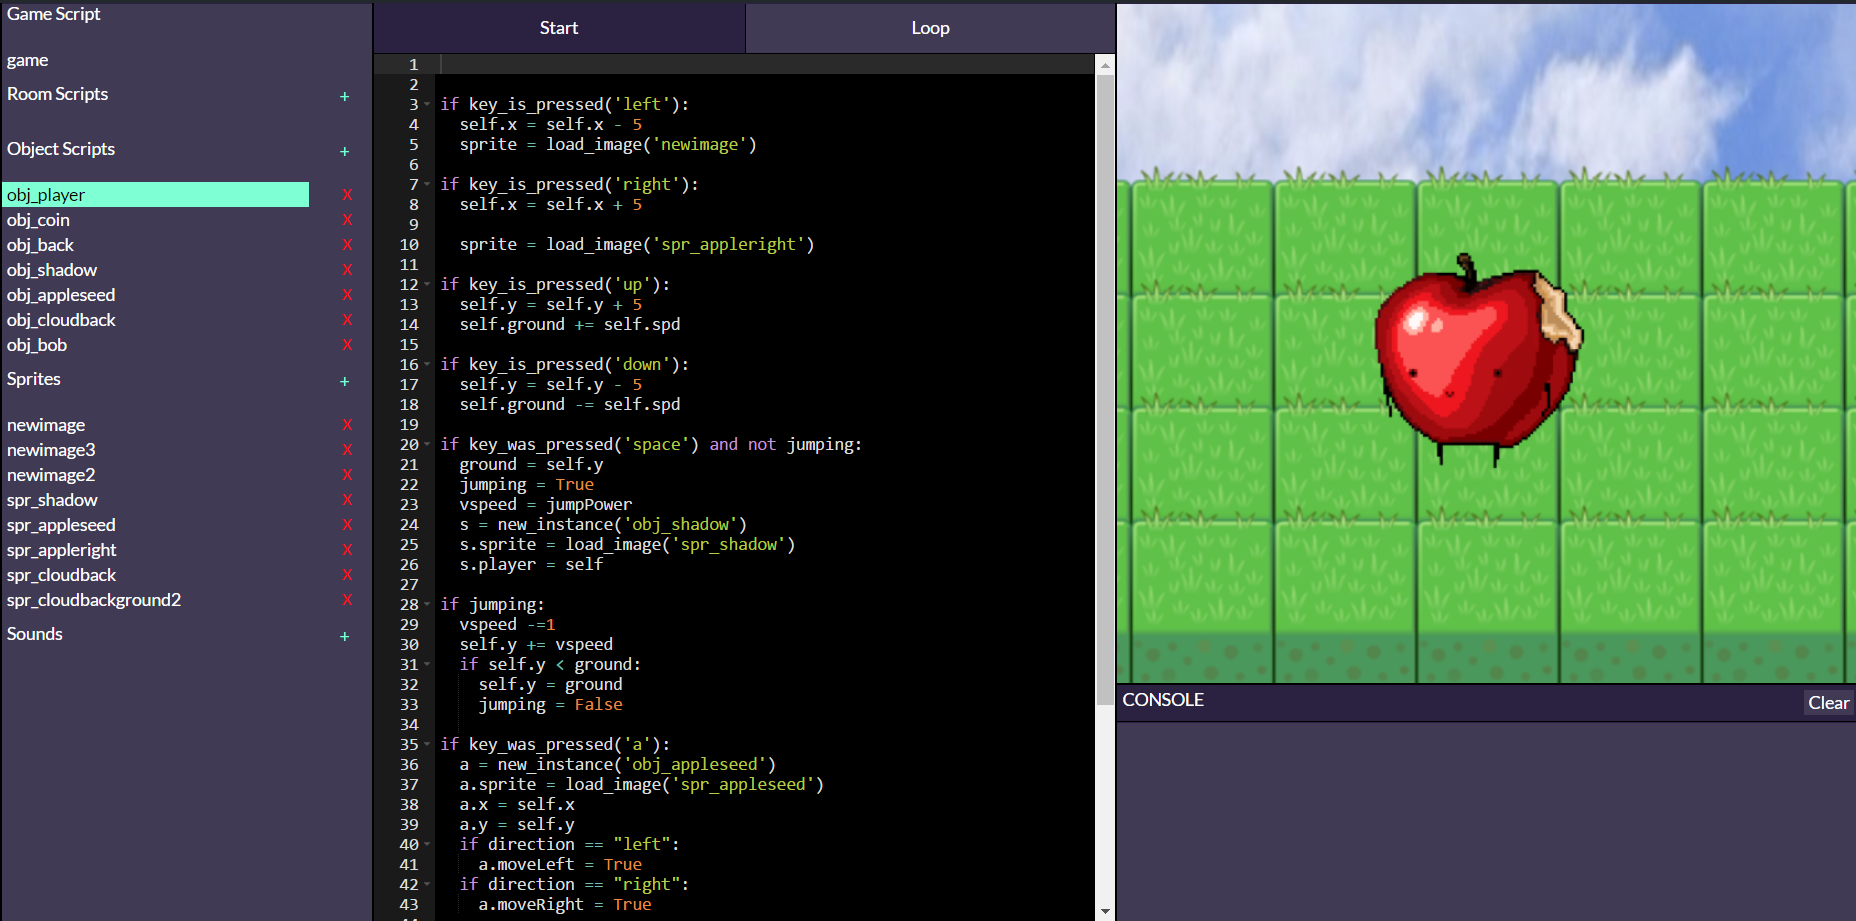 Game Script
game
Room Scripts +
Object Scripts +
obj_player X
obj_coin X
obj_back X
obj_shadow X
obj_appleseed X
obj_cloudback X
obj_bob X
Sprites +
newimage X
newimage3 X
newimage2 X
spr_shadow X
spr_appleseed X
spr_appleright X
spr_cloudback X
spr_cloudbackground2 X
Sounds +
Start Loop
1
2
3 if key_is_pressed('left'):
4 self.x = self.x - 5
5 sprite = load_image('newimage')
6
7 if key_is_pressed('right'):
8 self.x = self.x + 5
9
10 sprite = load_image('spr_appleright')
11
12 if key_is_pressed('up'):
13 self.y = self.y + 5
14 self.ground += self.spd
15
16 if key_is_pressed('down'):
17 self.y = self.y - 5
18 self.ground -= self.spd
19
20 if key_was_pressed('space') and not jumping:
21 ground = self.y
22 jumping = True
23 vspeed = jumpPower
24 s = new_instance('obj_shadow')
25 s.sprite = load_image('spr_shadow')
26 s.player = self
27
28 if jumping:
29 vspeed -=1
30 self.y += vspeed
31 if self.y < ground:
32 self.y = ground
33 jumping = False
34
35 if key_was_pressed('a'):
36 a = new_instance('obj_appleseed')
37 a.sprite = load_image('spr_appleseed')
38 a.x = self.x
39 a.y = self.y
40 if direction == "left":
41 a.moveLeft = True
42 if direction == "right":
43 a.moveRight = True
CONSOLE
Clear